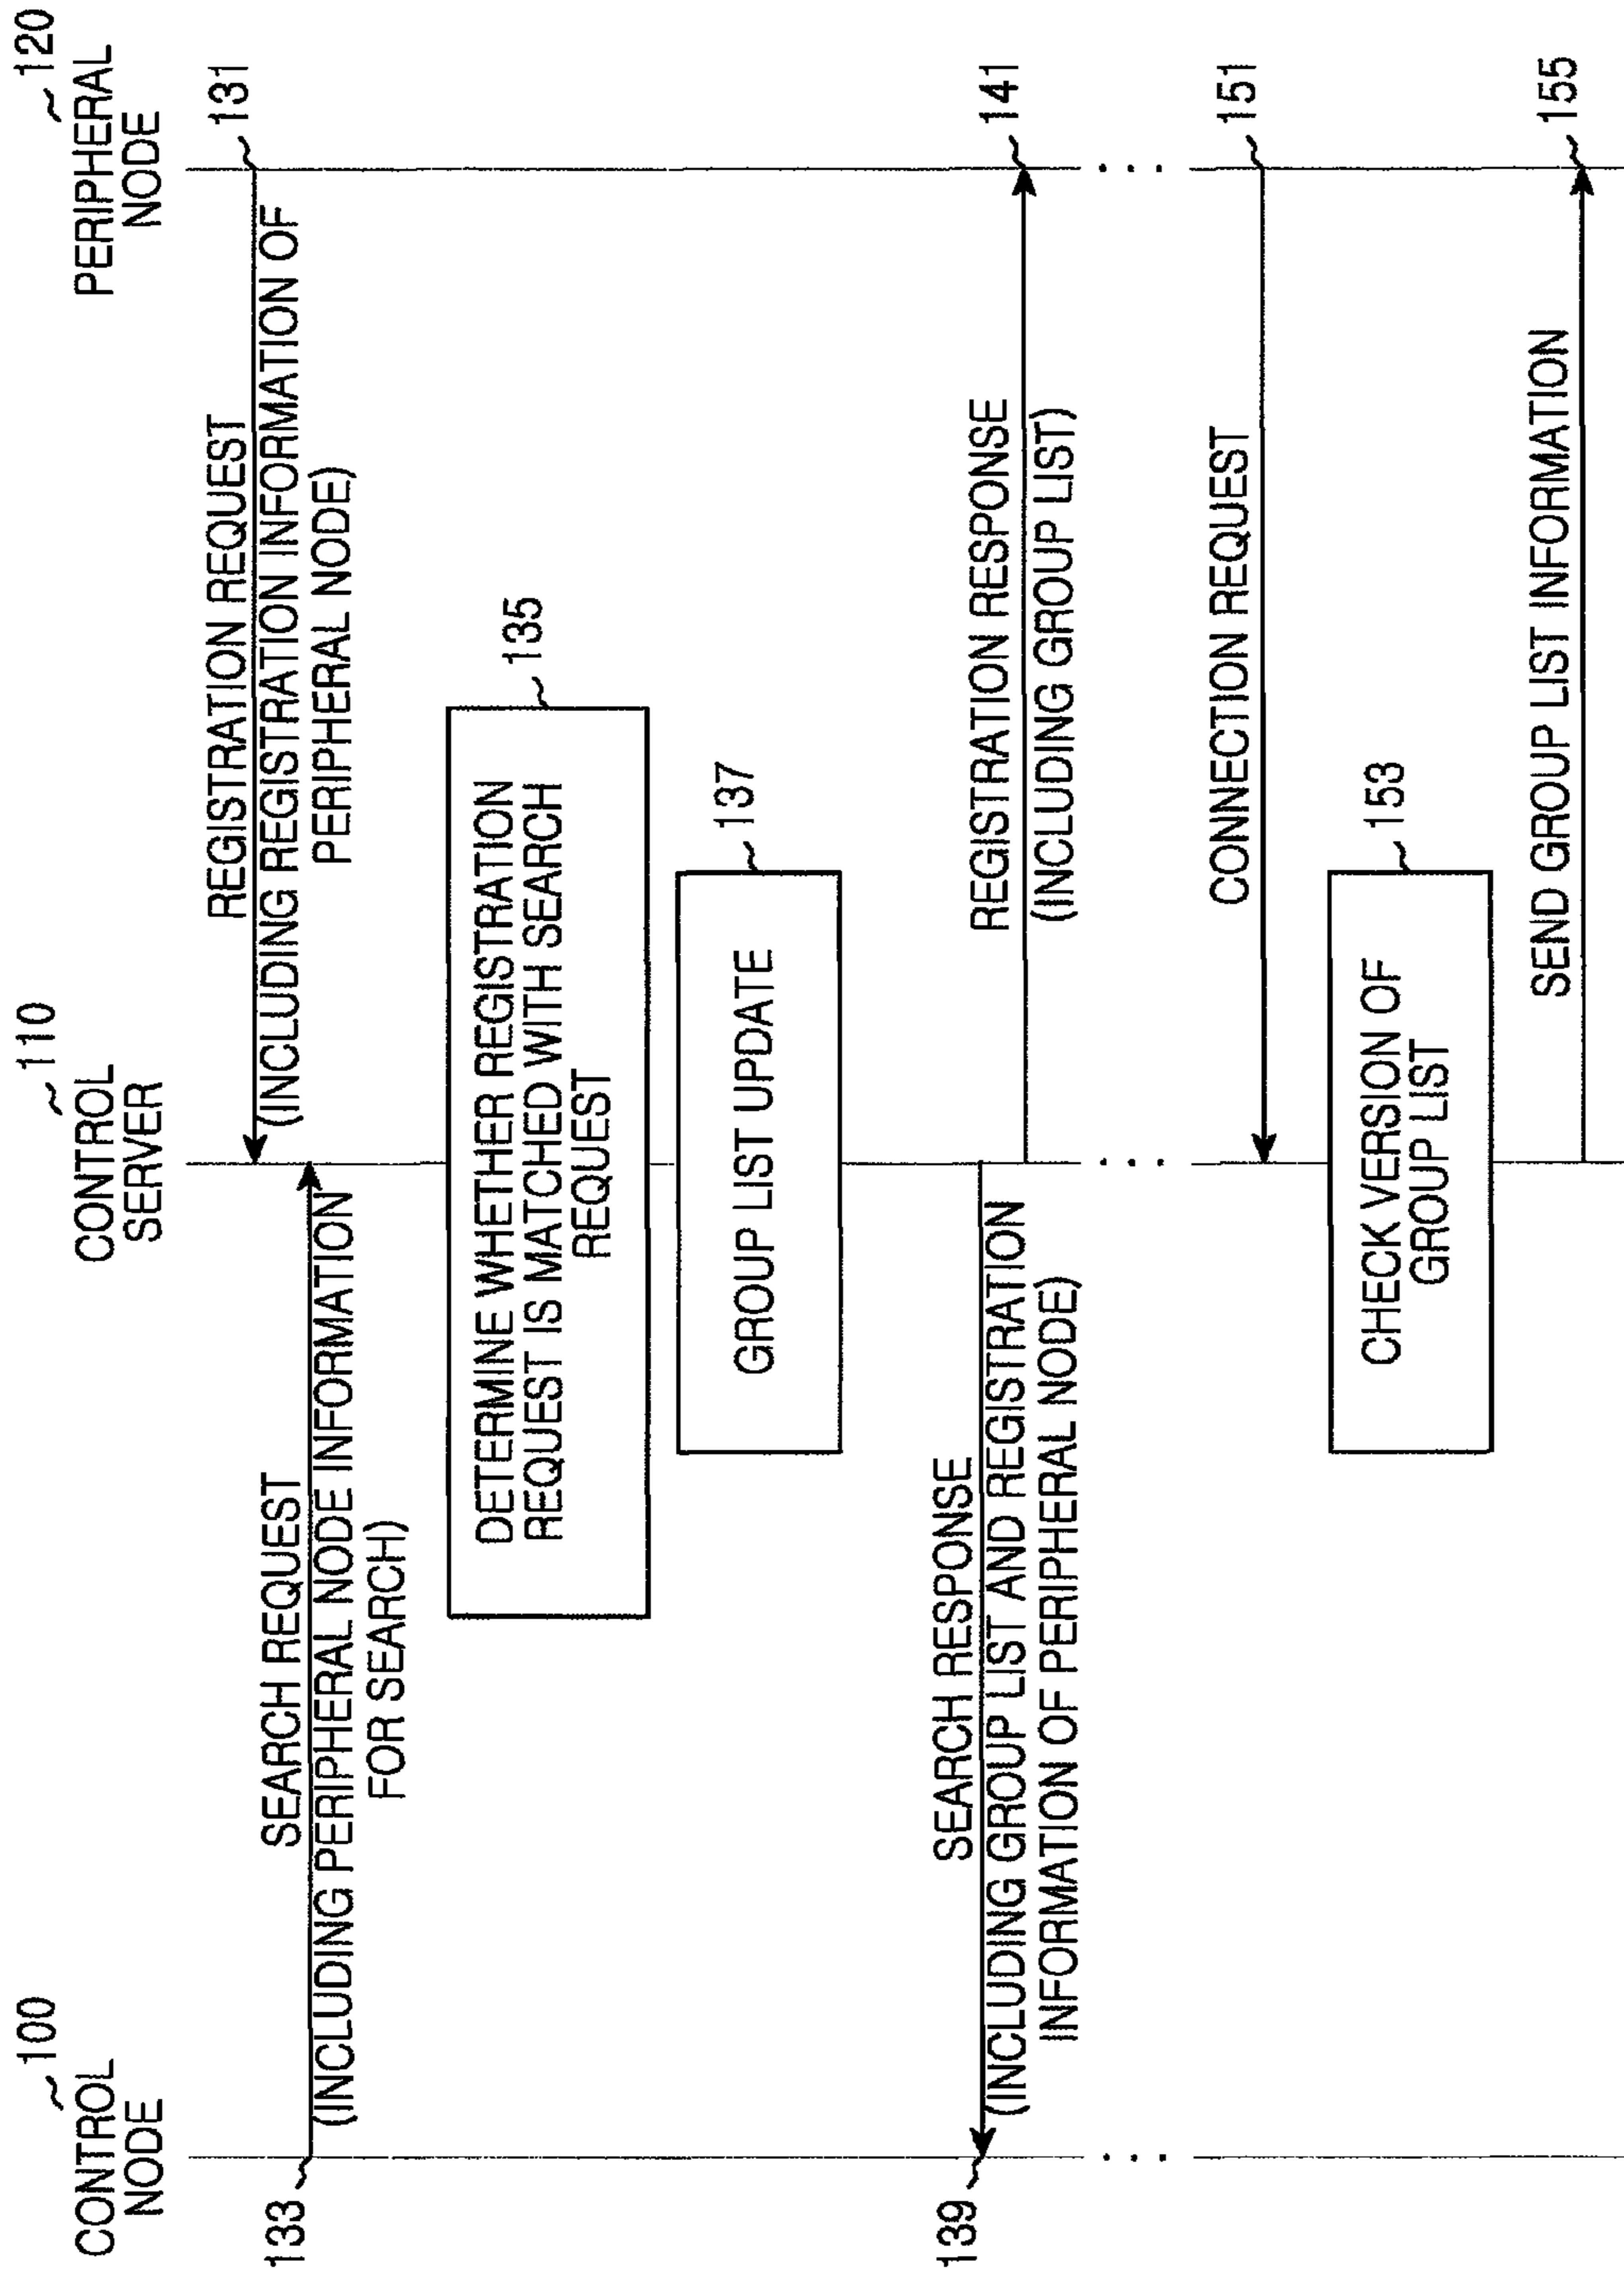 CONTROL
NODE
100
CONTROL
SERVER
110
PERIPHERAL
NODE
120
REGISTRATION REQUEST
(INCLUDING REGISTRATION INFORMATION OF
PERIPHERAL NODE)
131
133
SEARCH REQUEST
(INCLUDING PERIPHERAL NODE INFORMATION
FOR SEARCH)
DETERMINE WHETHER REGISTRATION
REQUEST IS MATCHED WITH SEARCH
REQUEST
135
GROUP LIST UPDATE
137
139
SEARCH RESPONSE
(INCLUDING GROUP LIST AND REGISTRATION
INFORMATION OF PERIPHERAL NODE)
REGISTRATION RESPONSE
(INCLUDING GROUP LIST)
141
CONNECTION REQUEST
151
CHECK VERSION OF
GROUP LIST
153
SEND GROUP LIST INFORMATION
155